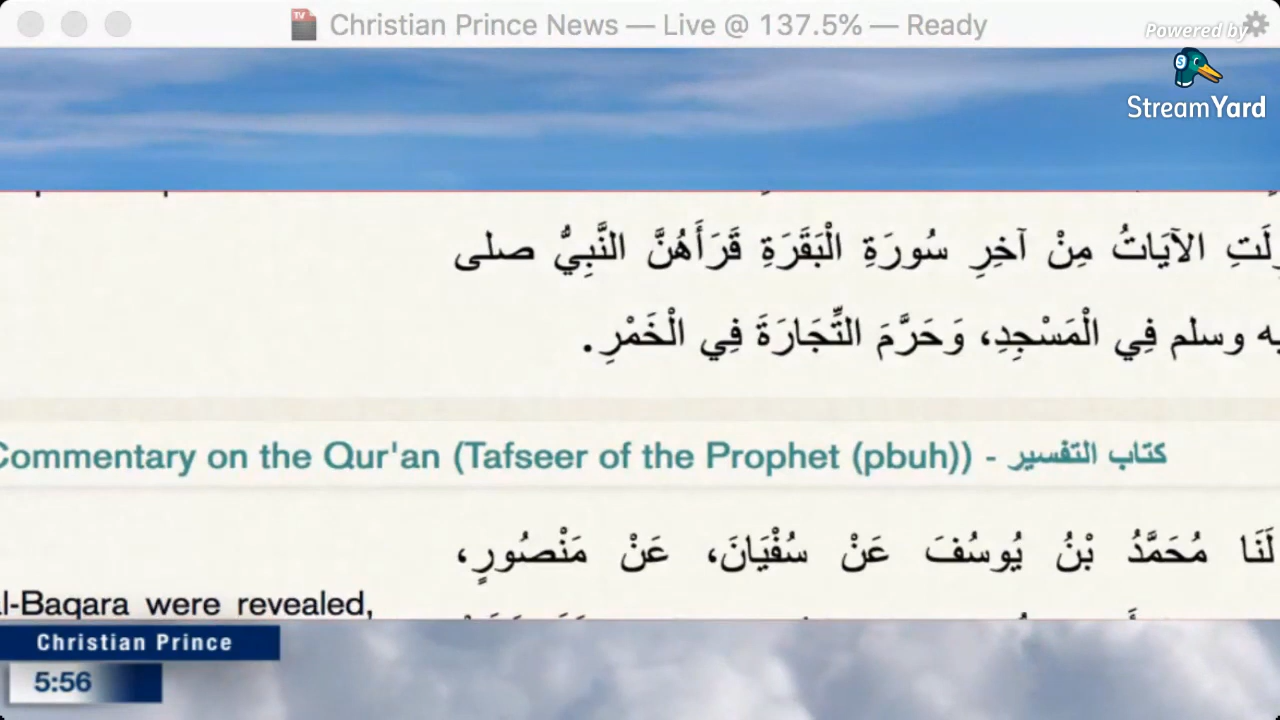 Christian Prince News — Live @ 137.5% — Ready
Powered by
StreamYard
الآيَاتُ مِنْ آخِرِ سُورَةِ الْبَقَرَةِ قَرَأَهُنَّ النَّبِيُّ صلى
وسلم فِي الْمَسْجِدِ، وَحَرَّمَ التِّجَارَةَ فِي الْخَمْرِ.
Commentary on the Qur'an (Tafseer of the Prophet (pbuh)) - كتاب التفسير
مُحَمَّدُ بْنُ يُوسُفَ عَنْ سُفْيَانَ، عَنْ مَنْصُورٍ،
al-Baqara were revealed,
Christian Prince
5:56